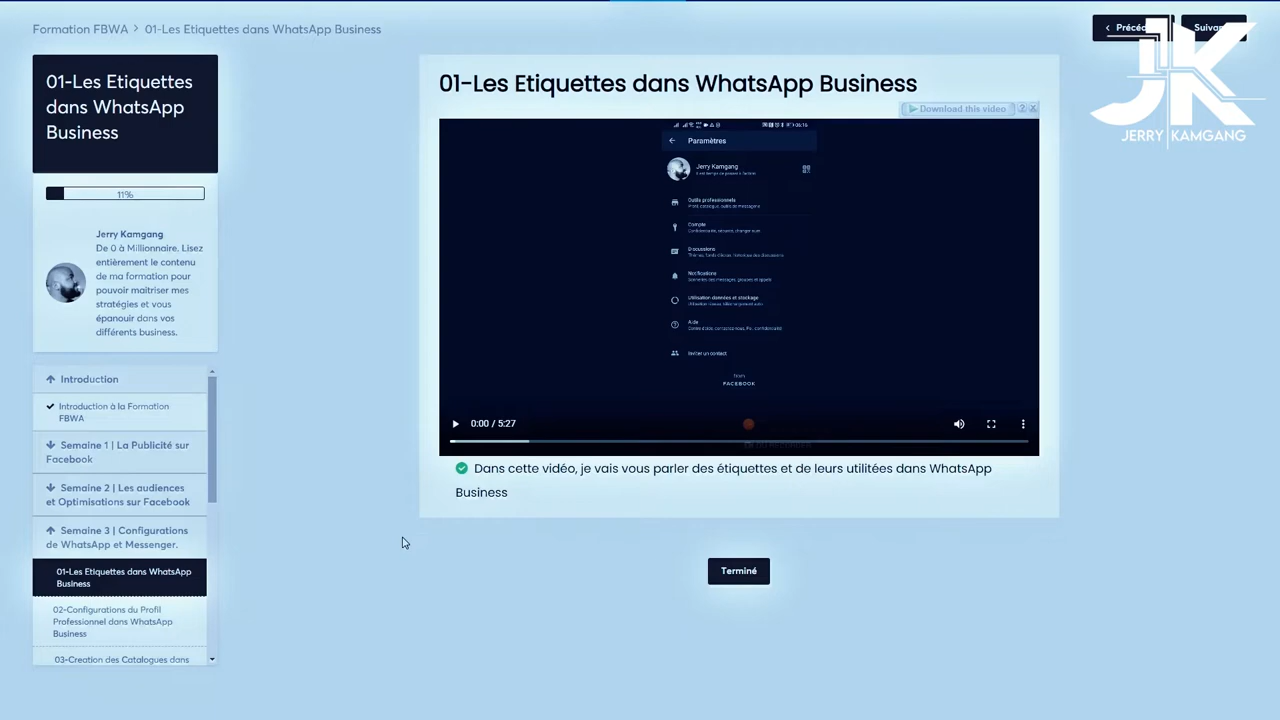 Formation FBWA > 01-Les Etiquettes dans WhatsApp Business
JERRY KAMGANG
01-Les Etiquettes
dans WhatsApp
Business
11%
Jerry Kamgang
De 0 à Millionnaire. Lisez
entièrement le contenu
de ma formation pour
pouvoir maitriser mes
stratégies et vous
épanouir dans vos
différents business.
Introduction
Introduction à la Formation
FBWA
Semaine 1 | La Publicité sur
Facebook
Semaine 2 | Les audiences
et Optimisations sur Facebook
Semaine 3 | Configurations
de WhatsApp et Messenger.
01-Les Etiquettes dans WhatsApp
Business
02-Configurations du Profil
Professionnel dans WhatsApp
Business
03-Creation des Catalogues dans
01-Les Etiquettes dans WhatsApp Business
Download this video
Paramètres
Jerry Kamgang
Outils professionnels
Compte
Discussions
Notifications
Utilisation données et stockage
Aide
Inviter un contact
from
FACEBOOK
0:00 / 5:27
Dans cette vidéo, je vais vous parler des étiquettes et de leurs utilitées dans WhatsApp
Business
Terminé